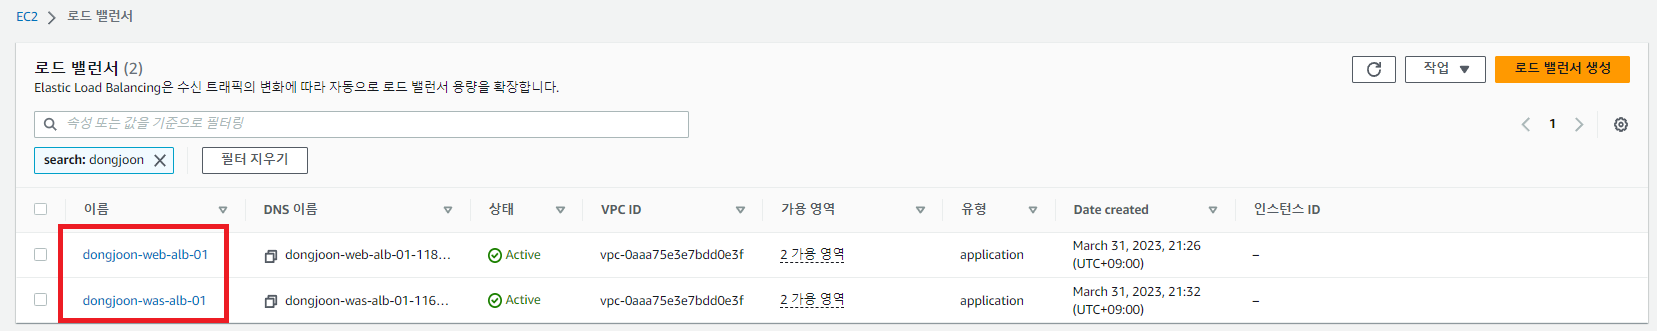 EC2 > 로드 밸런서
로드 밸런서 (2)
Elastic Load Balancing은 수신 트래픽의 변화에 따라 자동으로 로드 밸런서 용량을 확장합니다.
작업 로드 밸런서 생성
속성 또는 값을 기준으로 필터링
1
search: dongjoon 필터 지우기
이름 DNS 이름 상태 VPC ID 가용 영역 유형 Date created 인스턴스 ID
dongjoon-web-alb-01 dongjoon-web-alb-01-118... Active vpc-0aaa75e3e7bdd0e3f 2 가용 영역 application March 31, 2023, 21:26 (UTC+09:00) –
dongjoon-was-alb-01 dongjoon-was-alb-01-116... Active vpc-0aaa75e3e7bdd0e3f 2 가용 영역 application March 31, 2023, 21:32 (UTC+09:00) –